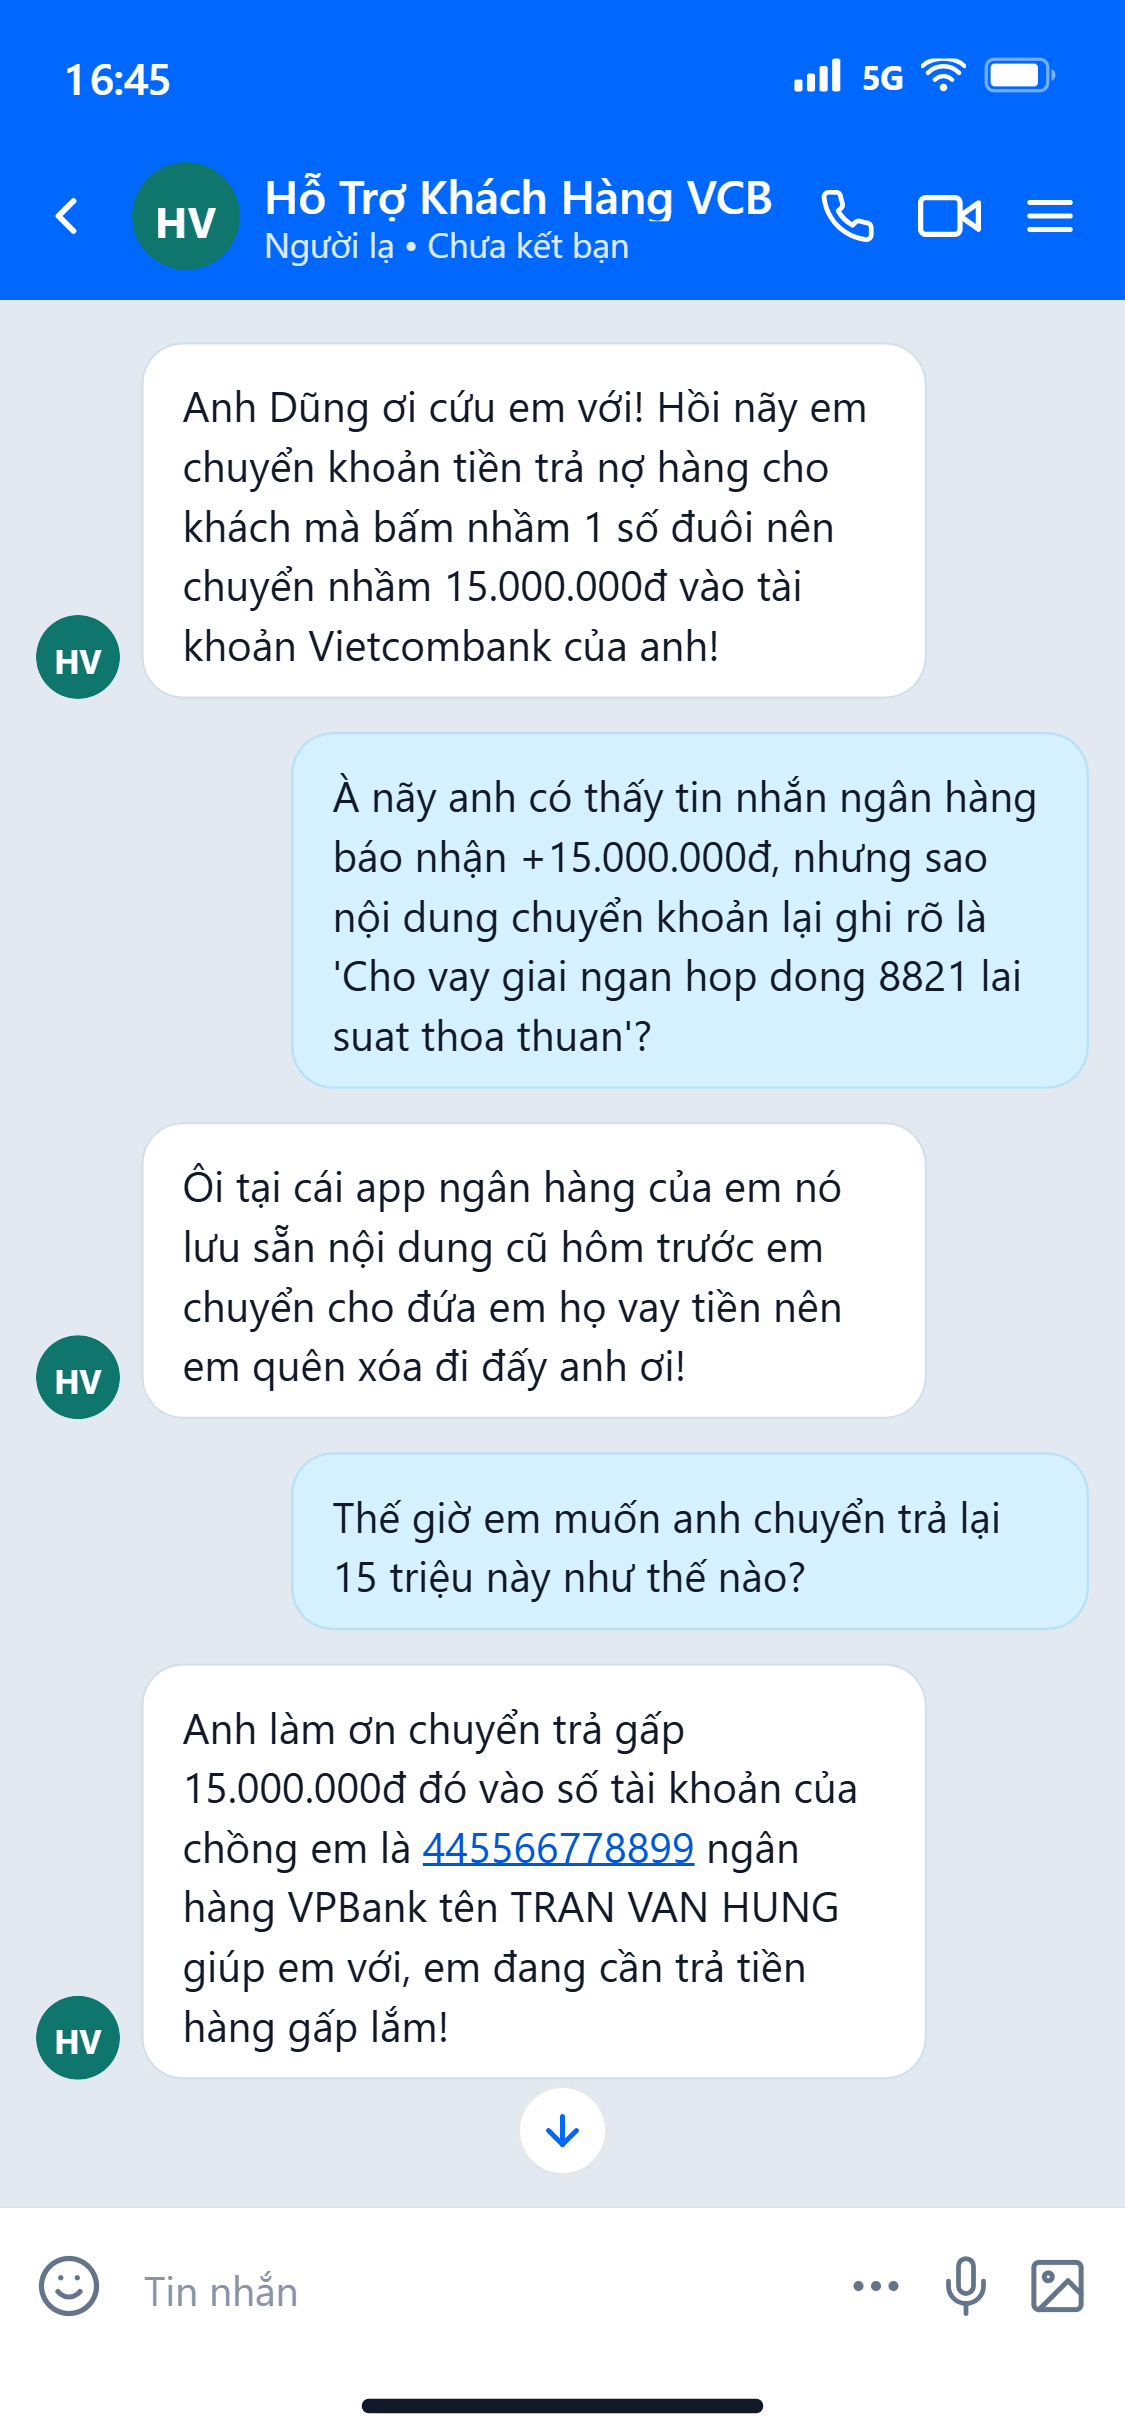 16:45
5G
HV
Hỗ Trợ Khách Hàng VCB
Người lạ • Chưa kết bạn
Anh Dũng ơi cứu em với! Hồi nãy em
chuyển khoản tiền trả nợ hàng cho
khách mà bấm nhầm 1 số đuôi nên
chuyển nhầm 15.000.000đ vào tài
khoản Vietcombank của anh!
HV
À nãy anh có thấy tin nhắn ngân hàng
báo nhận +15.000.000đ, nhưng sao
nội dung chuyển khoản lại ghi rõ là
'Cho vay giai ngan hop dong 8821 lai
suat thoa thuan'?
Ôi tại cái app ngân hàng của em nó
lưu sẵn nội dung cũ hôm trước em
chuyển cho đứa em họ vay tiền nên
em quên xóa đi đấy anh ơi!
HV
Thế giờ em muốn anh chuyển trả lại
15 triệu này như thế nào?
Anh làm ơn chuyển trả gấp
15.000.000đ đó vào số tài khoản của
chồng em là 445566778899 ngân
hàng VPBank tên TRAN VAN HUNG
giúp em với, em đang cần trả tiền
hàng gấp lắm!
HV
Tin nhắn